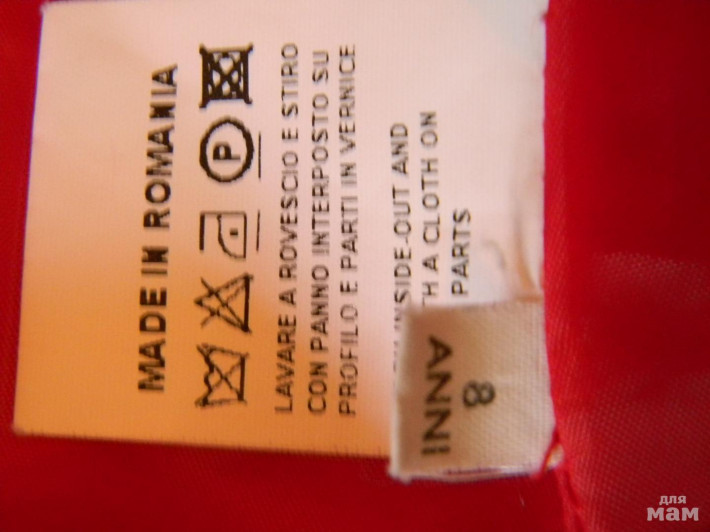 MADE IN ROMANIA
P
LAVARE A ROVESCIO E STIRO
CON PANNO INTERPOSTO SU
PROFILO E PARTI IN VERNICE
INSIDE-OUT AND
A CLOTH ON
PARTS
8
ANNI
для
мам